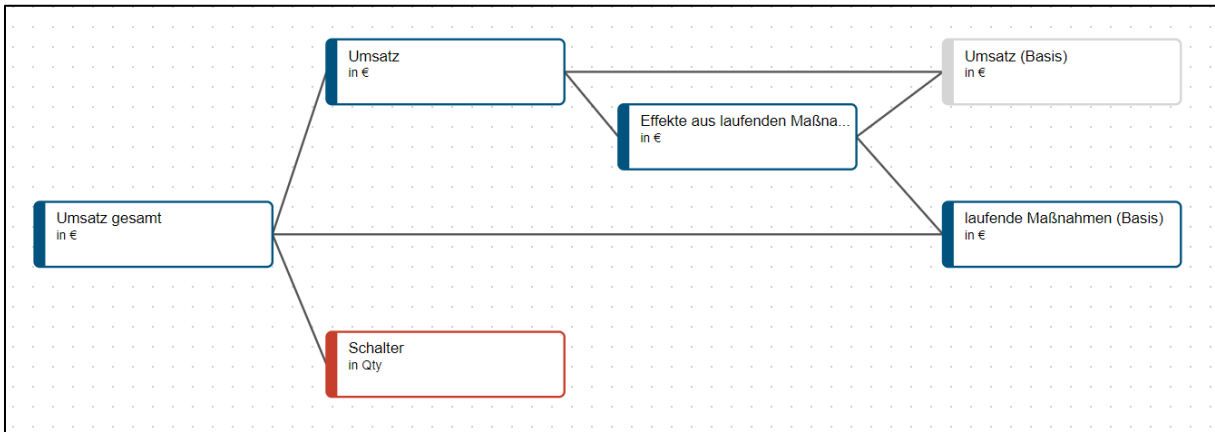 Umsatz
in €
Umsatz (Basis)
in €
Effekte aus laufenden Maßna...
in €
Umsatz gesamt
in €
laufende Maßnahmen (Basis)
in €
Schalter
in Qty